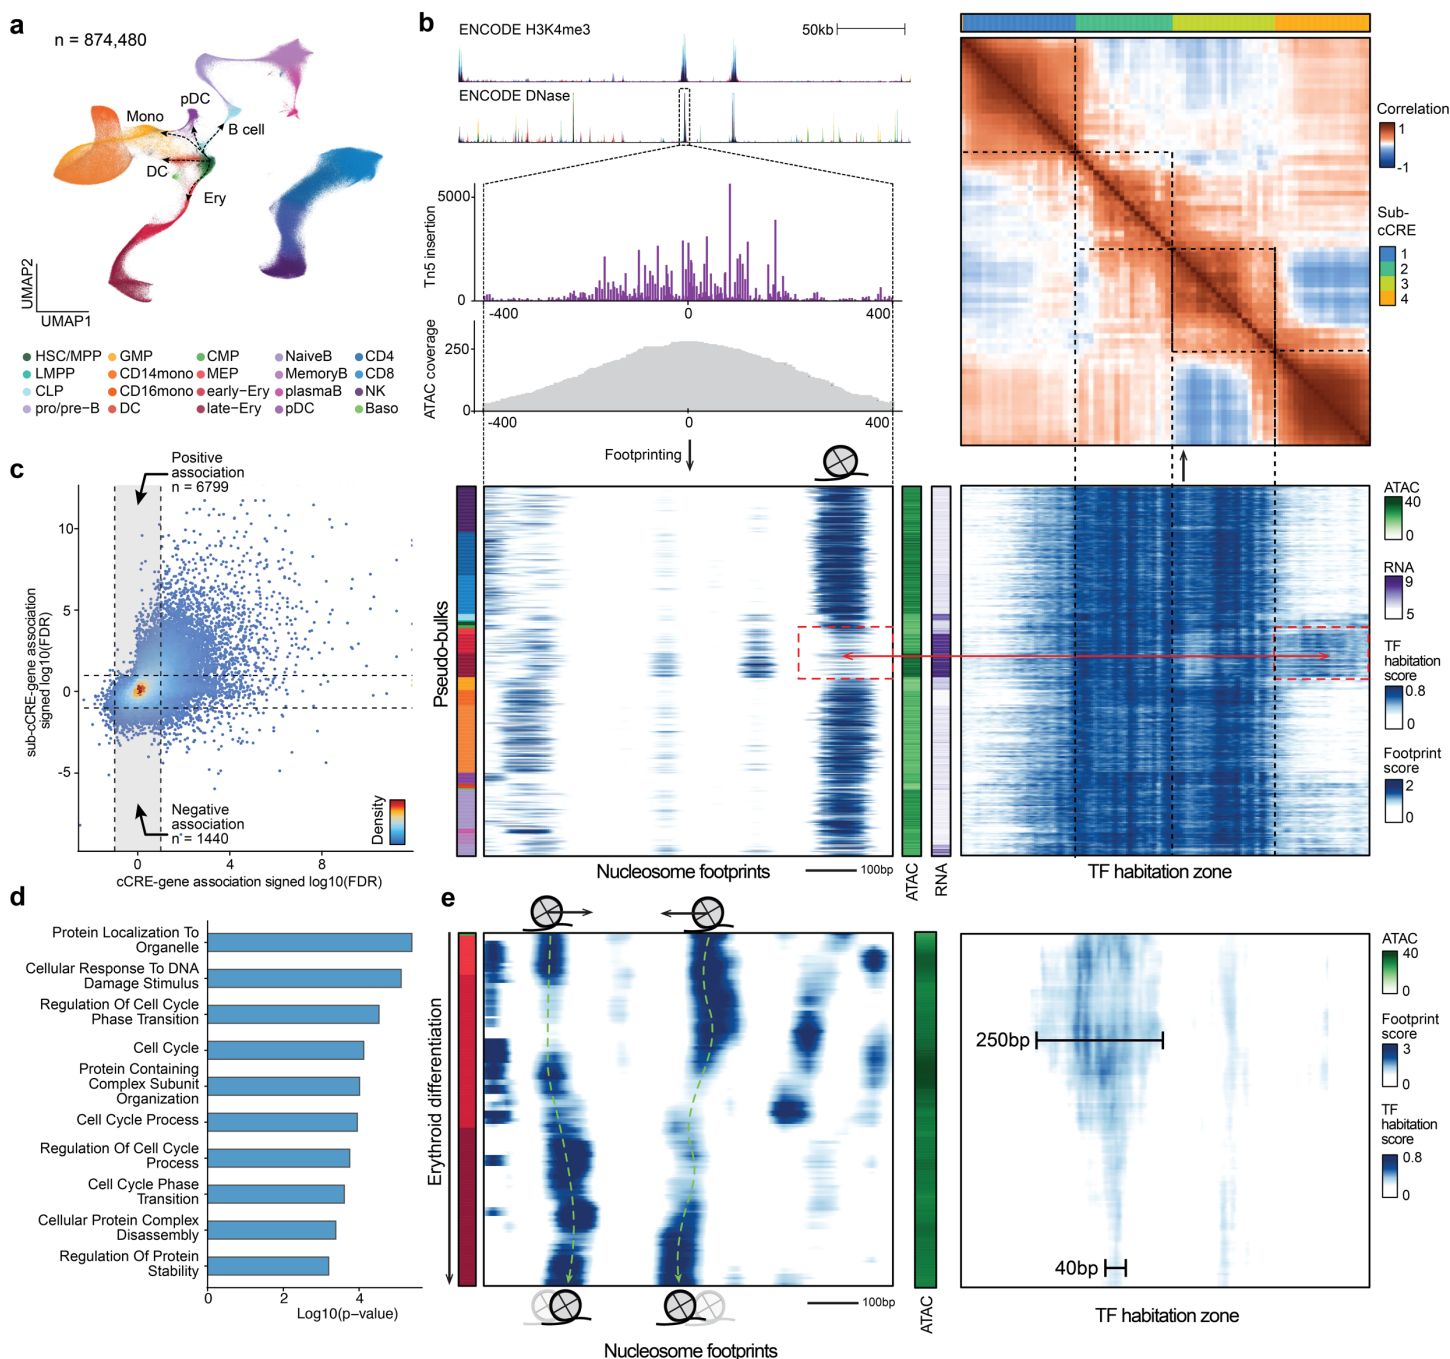 a
n = 874,480
pDC
Mono
B cell
DC
Ery
UMAP2
UMAP1
HSC/MPP
GMP
CMP
NaiveB
CD4
LMPP
CD14mono
MEP
MemoryB
CD8
CLP
CD16mono
early−Ery
plasmaB
NK
pro/pre−B
DC
late−Ery
pDC
Baso
b
ENCODE H3K4me3
50kb
ENCODE DNase
5000
Tn5 insertion
0
-400
0
400
250
ATAC coverage
0
-400
0
400
Footprinting
Correlation
1
-1
Sub-
cCRE
1
2
3
4
Pseudo-bulks
Nucleosome footprints
100bp
ATAC
RNA
TF habitation zone
ATAC
40
0
RNA
9
5
TF
habitation
score
0.8
0
Footprint
score
2
0
c
Positive
association
n = 6799
10
5
0
-5
sub-cCRE-gene association
signed log10(FDR)
Negative
association
n = 1440
Density
0
4
8
cCRE-gene association signed log10(FDR)
d
Protein Localization To
Organelle
Cellular Response To DNA
Damage Stimulus
Regulation Of Cell Cycle
Phase Transition
Cell Cycle
Protein Containing
Complex Subunit
Organization
Cell Cycle Process
Regulation Of Cell Cycle
Process
Cell Cycle Phase
Transition
Cellular Protein Complex
Disassembly
Regulation Of Protein
Stability
0
2
4
Log10(p−value)
e
Erythroid differentiation
100bp
Nucleosome footprints
ATAC
250bp
40bp
TF habitation zone
ATAC
40
0
Footprint
score
3
0
TF
habitation
score
0.8
0